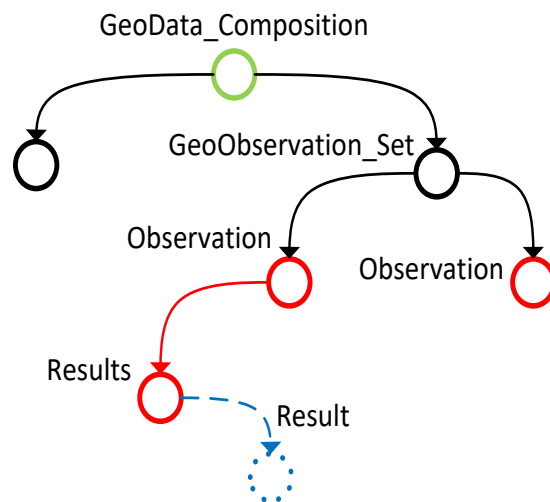 GeoData_Composition
GeoObservation_Set
Observation
Observation
Results
Result